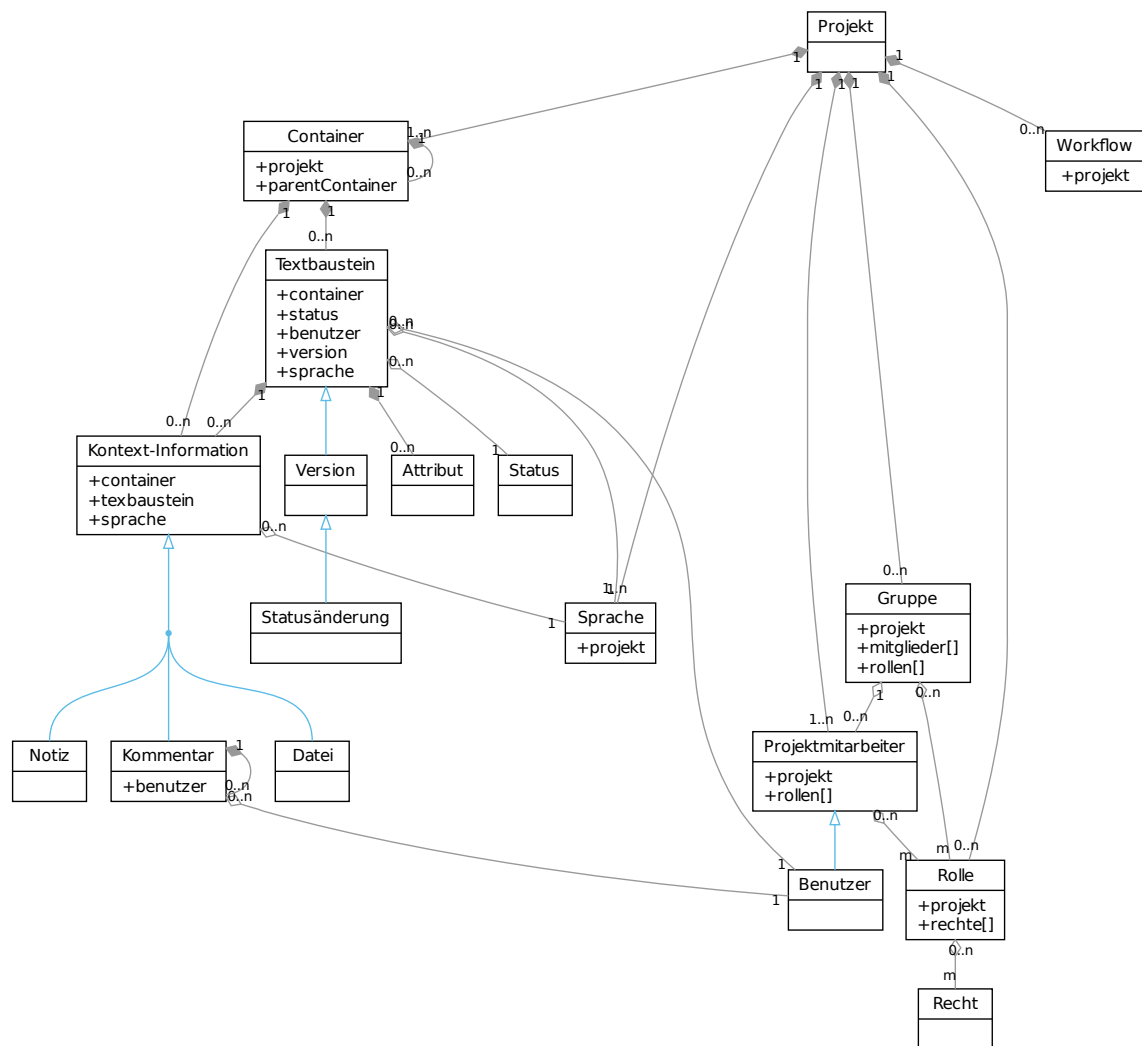 Projekt
1
1
1
1
1
1
1
Container
+projekt
+parentContainer
1..n
1
0..n
0..n
Workflow
+projekt
1
1
0..n
Textbaustein
+container
+status
+benutzer
+version
+sprache
0..n
0..n
0..n
1
1
0..n
0..n
0..n
1
Kontext-Information
+container
+texbaustein
+sprache
Version
Attribut
Status
0..n
0..n
1
1..n
1
Statusänderung
Sprache
+projekt
Gruppe
+projekt
+mitglieder[]
+rollen[]
1
0..n
1..n
0..n
Notiz
Kommentar
+benutzer
Datei
1
0..n
0..n
Projektmitarbeiter
+projekt
+rollen[]
0..n
m
0..n
m
1
1
Benutzer
Rolle
+projekt
+rechte[]
0..n
m
Recht